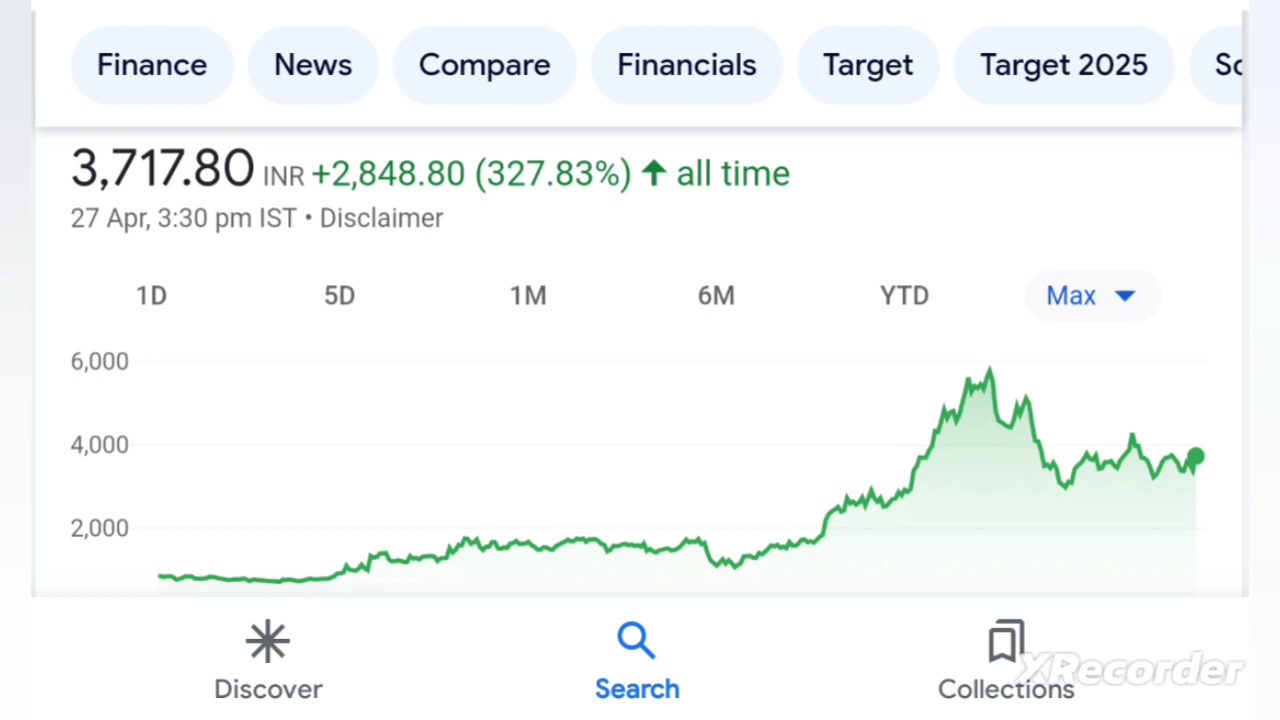 Finance News Compare Financials Target Target 2025 Sc
3,717.80 INR +2,848.80 (327.83%) ↑ all time
27 Apr, 3:30 pm IST • Disclaimer
1D 5D 1M 6M YTD Max
6,000
4,000
2,000
Discover Search Collections
XRecorder